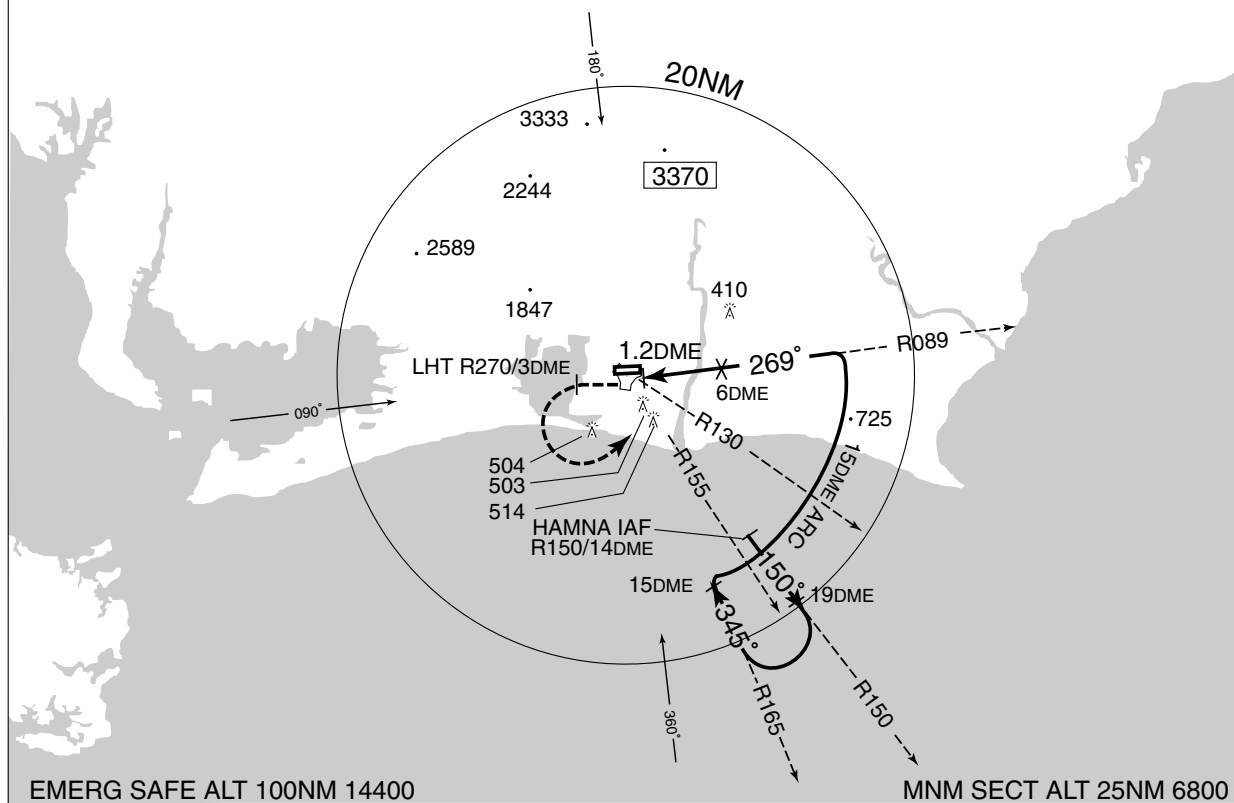 180°
20NM
3333
3370
2244
2589
410
1847
1.2DME
LHT R270/3DME
269°
R089
6DME
090°
R130
725
15DME ARC
R155
504
503
514
HAMNA IAF
R150/14DME
150°
15DME
19DME
345°
R165
R150
360°
EMERG SAFE ALT 100NM 14400
MNM SECT ALT 25NM 6800